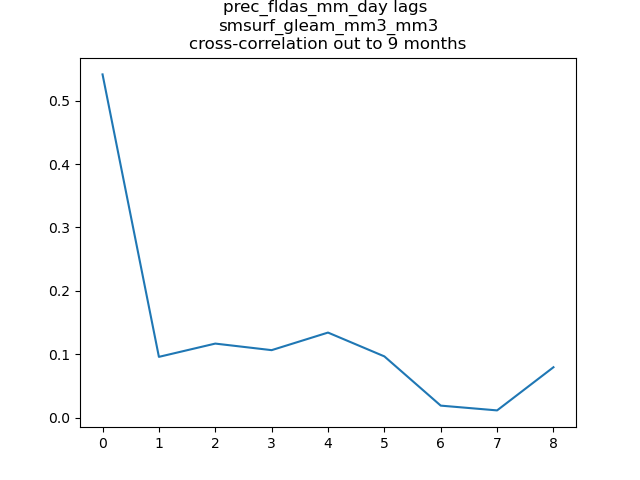 prec_fldas_mm_day lags
smsurf_gleam_mm3_mm3
cross-correlation out to 9 months
0.5
0.4
0.3
0.2
0.1
0.0
0 1 2 3 4 5 6 7 8